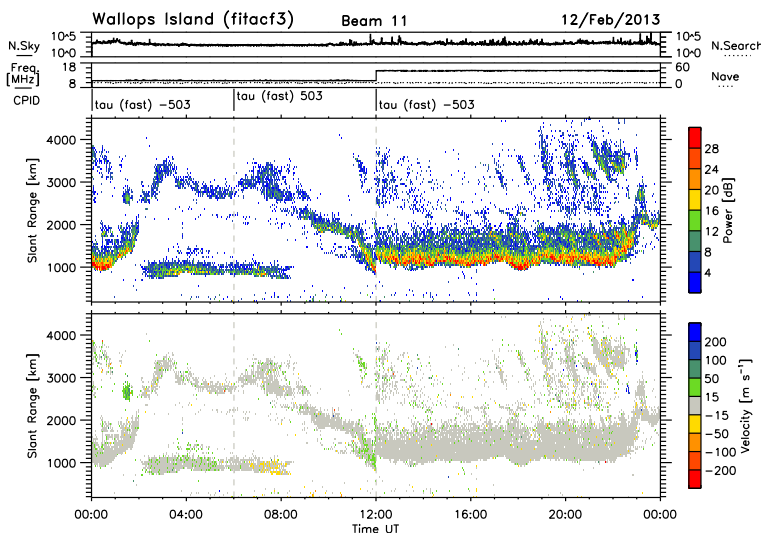 Wallops Island (fitacf3) Beam 11 12/Feb/2013
N.Sky 10^5 10^0 10^5 10^0 N.Search
Freq. [MHz] 18 8 60 0 Nave
CPID tau (fast) -503 tau (fast) 503 tau (fast) -503
Slant Range [km]
4000
3000
2000
1000
Power [dB]
28
24
20
16
12
8
4
Slant Range [km]
4000
3000
2000
1000
Velocity [m s⁻¹]
200
100
50
15
-15
-50
-100
-200
00:00 04:00 08:00 12:00 16:00 20:00 00:00
Time UT